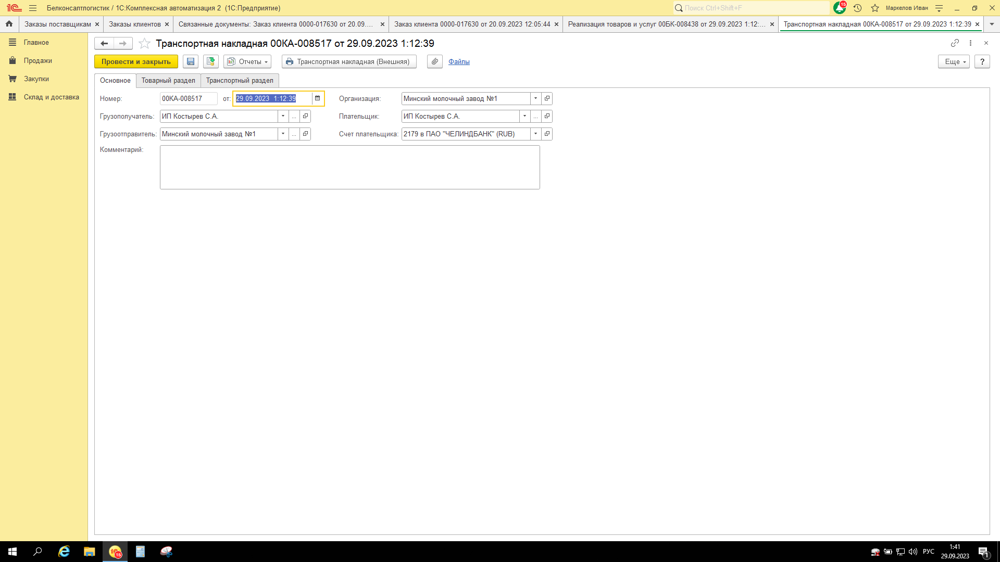 Белконсалтлогистик / 1С:Комплексная автоматизация 2 (1С:Предприятие)
Поиск Ctrl+Shift+F
15
Маркелов Иван
Заказы поставщикам
Заказы клиентов
Связанные документы: Заказ клиента 0000-017630 от 20.09....
Заказ клиента 0000-017630 от 20.09.2023 12:05:44
Реализация товаров и услуг 00БК-008438 от 29.09.2023 1:12:...
Транспортная накладная 00КА-008517 от 29.09.2023 1:12:39
Главное
Продажи
Закупки
Склад и доставка
Транспортная накладная 00КА-008517 от 29.09.2023 1:12:39
Провести и закрыть
Отчеты
Транспортная накладная (Внешняя)
Файлы
Еще
?
Основное
Товарный раздел
Транспортный раздел
Номер: 00КА-008517 от: 29.09.2023 1:12:39
Организация: Минский молочный завод №1
Грузополучатель: ИП Костырев С.А. ...
Плательщик: ИП Костырев С.А. ...
Грузоотправитель: Минский молочный завод №1 ...
Счет плательщика: 2179 в ПАО "ЧЕЛИНДБАНК" (RUB)
Комментарий:
15
РУС
1:41
29.09.2023
1